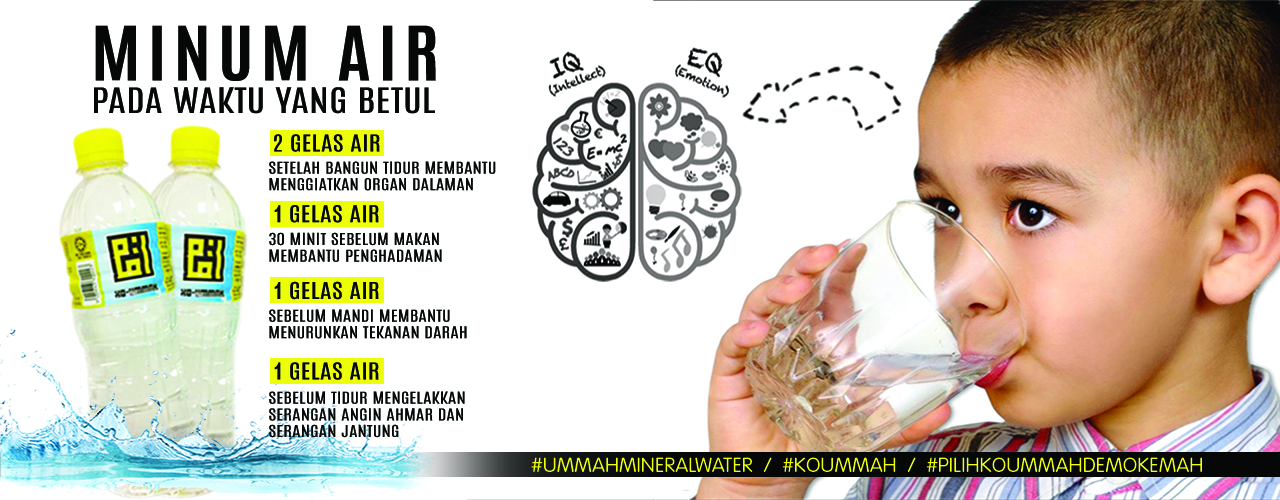 MINUM AIR
PADA WAKTU YANG BETUL
2 GELAS AIR
SETELAH BANGUN TIDUR MEMBANTU
MENGGIATKAN ORGAN DALAMAN
1 GELAS AIR
30 MINIT SEBELUM MAKAN
MEMBANTU PENGHADAMAN
1 GELAS AIR
SEBELUM MANDI MEMBANTU
MENURUNKAN TEKANAN DARAH
1 GELAS AIR
SEBELUM TIDUR MENGELAKKAN
SERANGAN ANGIN AHMAR DAN
SERANGAN JANTUNG
IQ
(Intellect)
EQ
(Emotion)
123
ABCD
#UMMAHMINERALWATER / #KOUMMAH / #PILIHKOUMMAHDEMOKEMAH